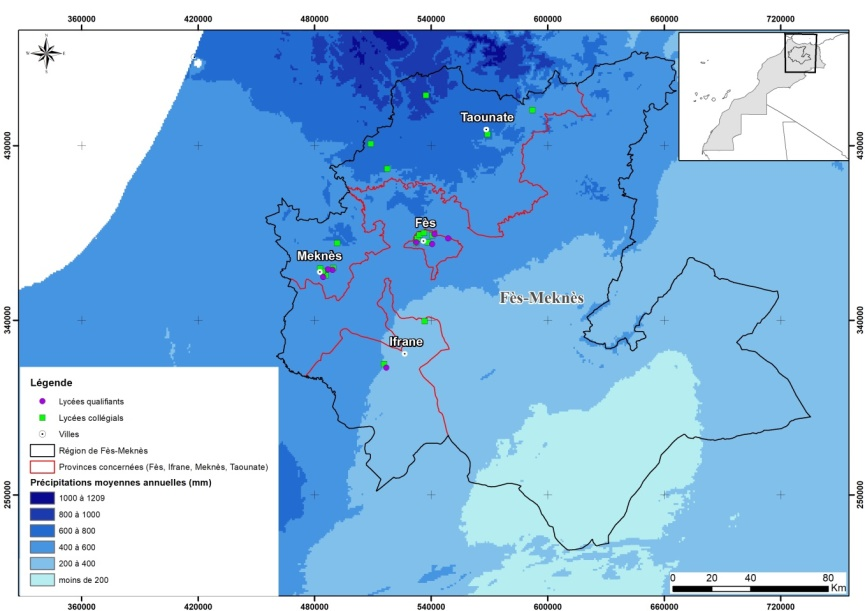 360000 420000 480000 540000 600000 660000 720000
430000 430000
340000 340000
250000 250000
Taounate
Fès
Meknès
Fès-Meknès
Ifrane
Légende
Lycées qualifiants
Lycées collégials
Villes
Région de Fès-Meknès
Provinces concernées (Fès, Ifrane, Meknès, Taounate)
Précipitations moyennes annuelles (mm)
1000 à 1209
800 à 1000
600 à 800
400 à 600
200 à 400
moins de 200
0 20 40 80
Km
360000 420000 480000 540000 600000 660000 720000